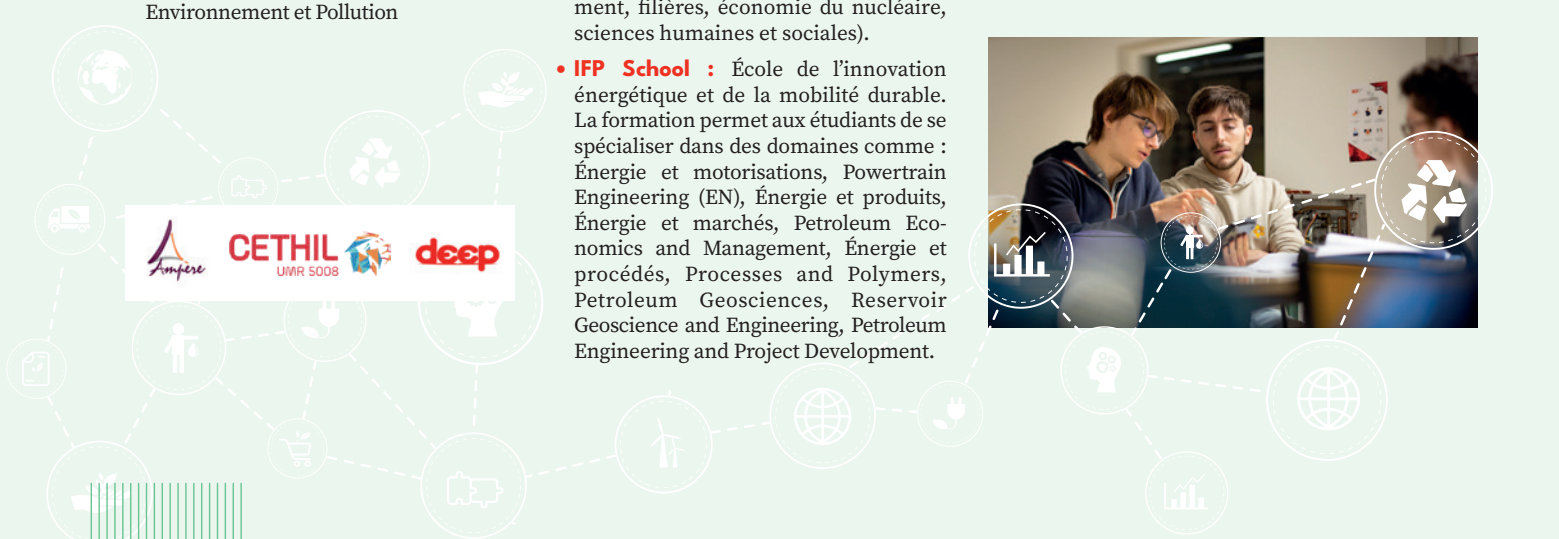 Environnement et Pollution
Ampère
CETHIL
UMR 5008
deep
ment, filières, économie du nucléaire,
sciences humaines et sociales).
• IFP School : École de l’innovation
énergétique et de la mobilité durable.
La formation permet aux étudiants de se
spécialiser dans des domaines comme :
Énergie et motorisations, Powertrain
Engineering (EN), Énergie et produits,
Énergie et marchés, Petroleum Eco-
nomics and Management, Énergie et
procédés, Processes and Polymers,
Petroleum Geosciences, Reservoir
Geoscience and Engineering, Petroleum
Engineering and Project Development.